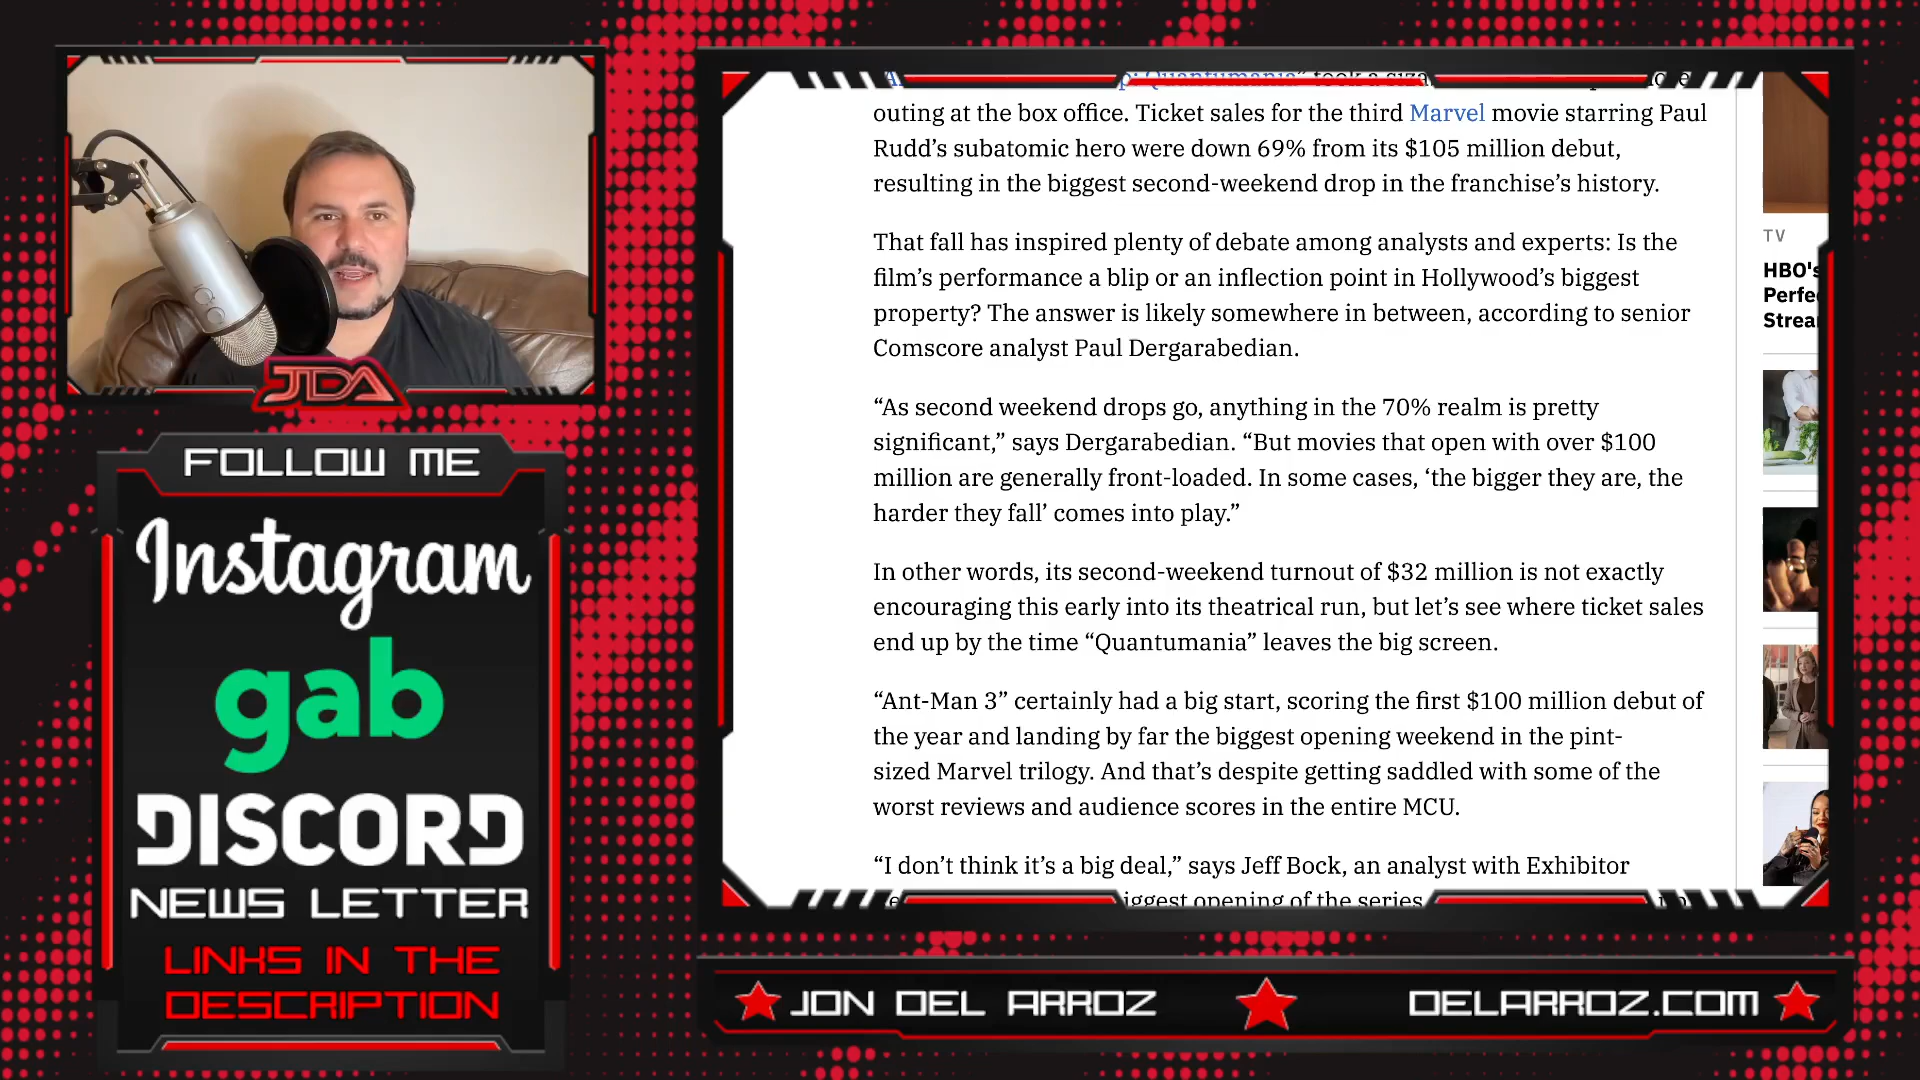 JDA
FOLLOW ME
Instagram
gab
DISCORD
NEWS LETTER
LINKS IN THE
DESCRIPTION
Quantumania” took a
outing at the box office. Ticket sales for the third Marvel movie starring Paul
Rudd’s subatomic hero were down 69% from its $105 million debut,
resulting in the biggest second-weekend drop in the franchise’s history.
That fall has inspired plenty of debate among analysts and experts: Is the
film’s performance a blip or an inflection point in Hollywood’s biggest
property? The answer is likely somewhere in between, according to senior
Comscore analyst Paul Dergarabedian.
“As second weekend drops go, anything in the 70% realm is pretty
significant,” says Dergarabedian. “But movies that open with over $100
million are generally front-loaded. In some cases, ‘the bigger they are, the
harder they fall’ comes into play.”
In other words, its second-weekend turnout of $32 million is not exactly
encouraging this early into its theatrical run, but let’s see where ticket sales
end up by the time “Quantumania” leaves the big screen.
“Ant-Man 3” certainly had a big start, scoring the first $100 million debut of
the year and landing by far the biggest opening weekend in the pint-
sized Marvel trilogy. And that’s despite getting saddled with some of the
worst reviews and audience scores in the entire MCU.
“I don’t think it’s a big deal,” says Jeff Bock, an analyst with Exhibitor
iggest opening of the series
TV
HBO's
Perfe
Strea
JON DEL ARROZ
DELARROZ.COM